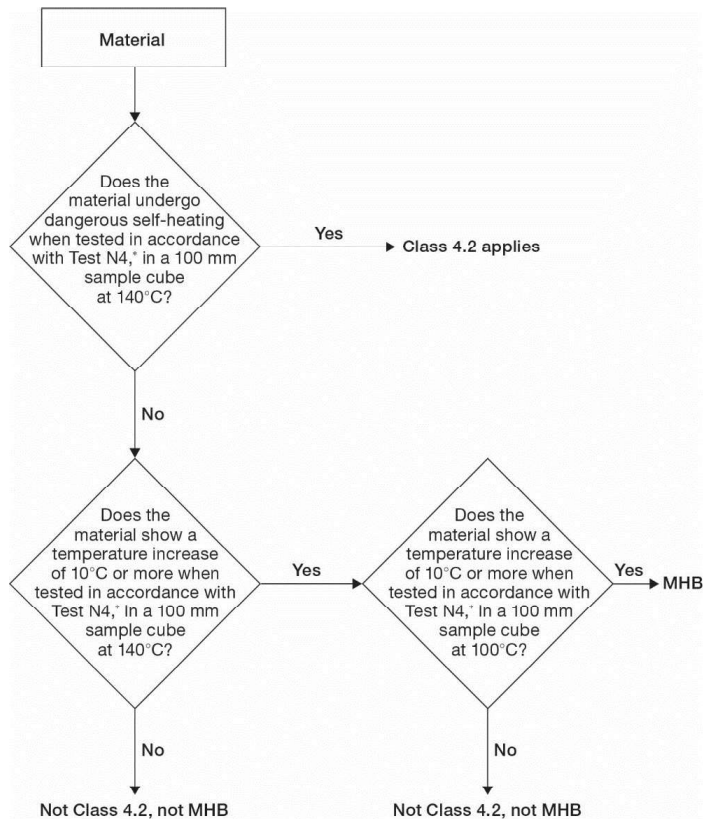 Material
Does the
material undergo
dangerous self-heating
when tested in accordance
with Test N4,* in a 100 mm
sample cube
at 140°C?
Yes
Class 4.2 applies
No
Does the
material show a
temperature increase
of 10°C or more when
tested in accordance with
Test N4,* In a 100 mm
sample cube
at 140°C?
Yes
Does the
material show a
temperature increase
of 10°C or more when
tested in accordance with
Test N4,* In a 100 mm
sample cube
at 100°C?
Yes
MHB
No
No
Not Class 4.2, not MHB
Not Class 4.2, not MHB